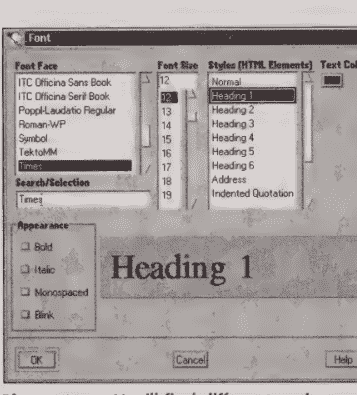 Font
Font Face
Font Size
Styles (HTML Elements)
Text Col
ITC Officina Sans Book
ITC Officina Serif Book
Poppl-Laudatio Regular
Roman-WP
Symbol
TektoMM
Times
12
12
13
14
15
16
17
18
19
Normal
Heading 1
Heading 2
Heading 3
Heading 4
Heading 5
Heading 6
Address
Indented Quotation
Search/Selection
Times
Appearance
Bold
Italic
Monospaced
Blink
Heading 1
OK
Cancel
Help